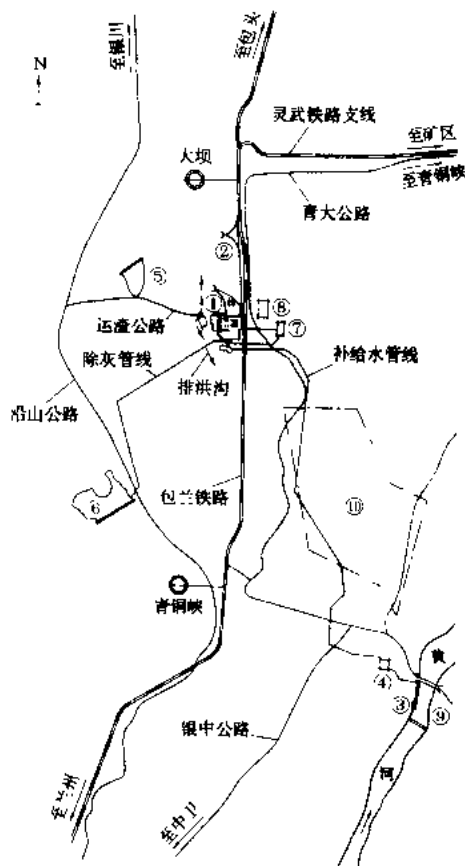 至银川
至包头
N
灵武铁路支线
至矿区
至青铜峡
大坝
青大公路
②
⑤
①
⑧
⑦
运渣公路
除灰管线
补给水管线
排洪沟
沿山公路
包兰铁路
⑩
6
青铜峡
黄
④
③
⑨
银中公路
河
至兰州
至中卫